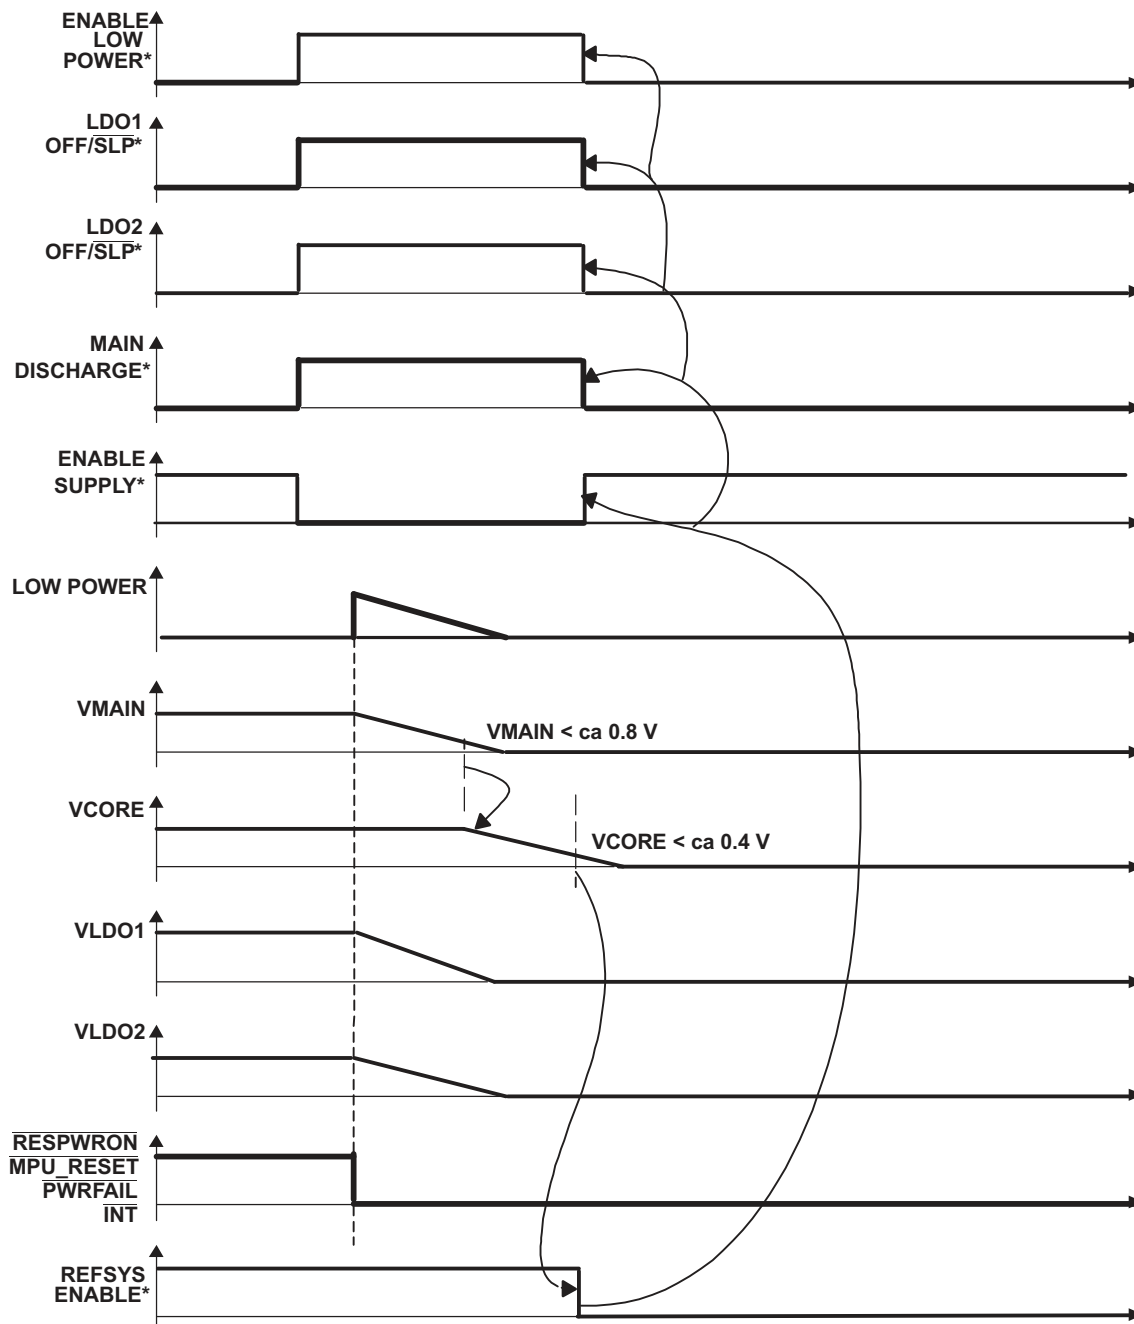 ENABLE
LOW
POWER*
LDO1
OFF/SLP*
LDO2
OFF/SLP*
MAIN
DISCHARGE*
ENABLE
SUPPLY*
LOW POWER
VMAIN
VMAIN < ca 0.8 V
VCORE
VCORE < ca 0.4 V
VLDO1
VLDO2
RESPWRON
MPU_RESET
PWRFAIL
INT
REFSYS
ENABLE*